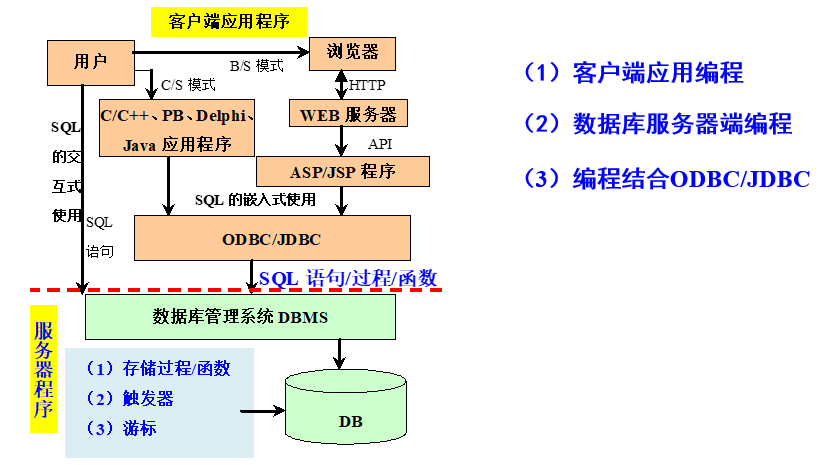 客户端应用程序
用户
浏览器
B/S 模式
C/S 模式
HTTP
C/C++、PB、Delphi、
Java 应用程序
WEB 服务器
API
ASP/JSP 程序
SQL
的交
互式
使用
SQL
语句
SQL 的嵌入式使用
ODBC/JDBC
SQL 语句/过程/函数
服务器程序
数据库管理系统 DBMS
（1）存储过程/函数
（2）触发器
（3）游标
DB
（1）客户端应用编程
（2）数据库服务器端编程
（3）编程结合ODBC/JDBC